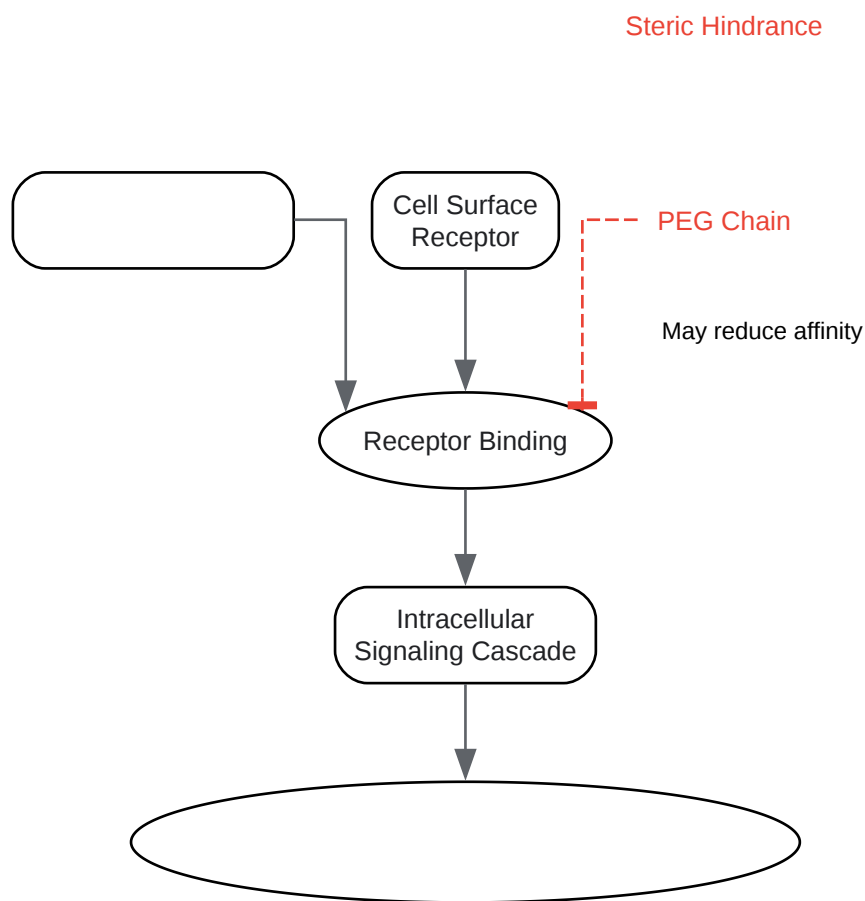 Steric Hindrance
Cell Surface
Receptor
PEG Chain
May reduce affinity
Receptor Binding
Intracellular
Signaling Cascade